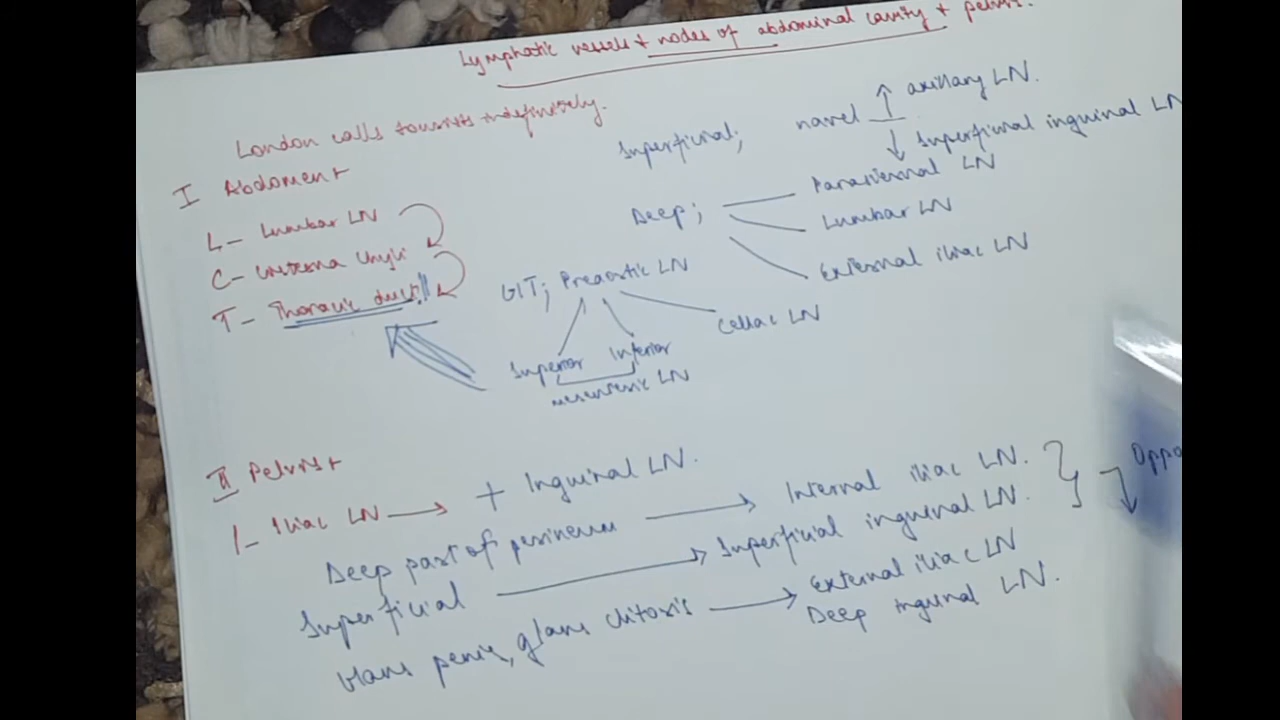 Lymphatic vessels + nodes of abdominal cavity + pelvis.
London calls tourists indefinitely.
I Abdomen
L- Lumbar LN
C- cisterna chyli
T- Thoracic duct!!
Superficial; navel
axillary LN.
Superficial inguinal LN
Deep;
Parasternal LN
Lumbar LN
External iliac LN
GIT; Preaortic LN
Superior Inferior
mesenteric LN
Celiac LN
II Pelvis
I- Iliac LN → + Inguinal LN.
Deep part of perineum → Internal iliac LN.
Superficial → Superficial inguinal LN.
Oppo
glans penis, glans clitoris → External iliac LN
Deep inguinal LN.